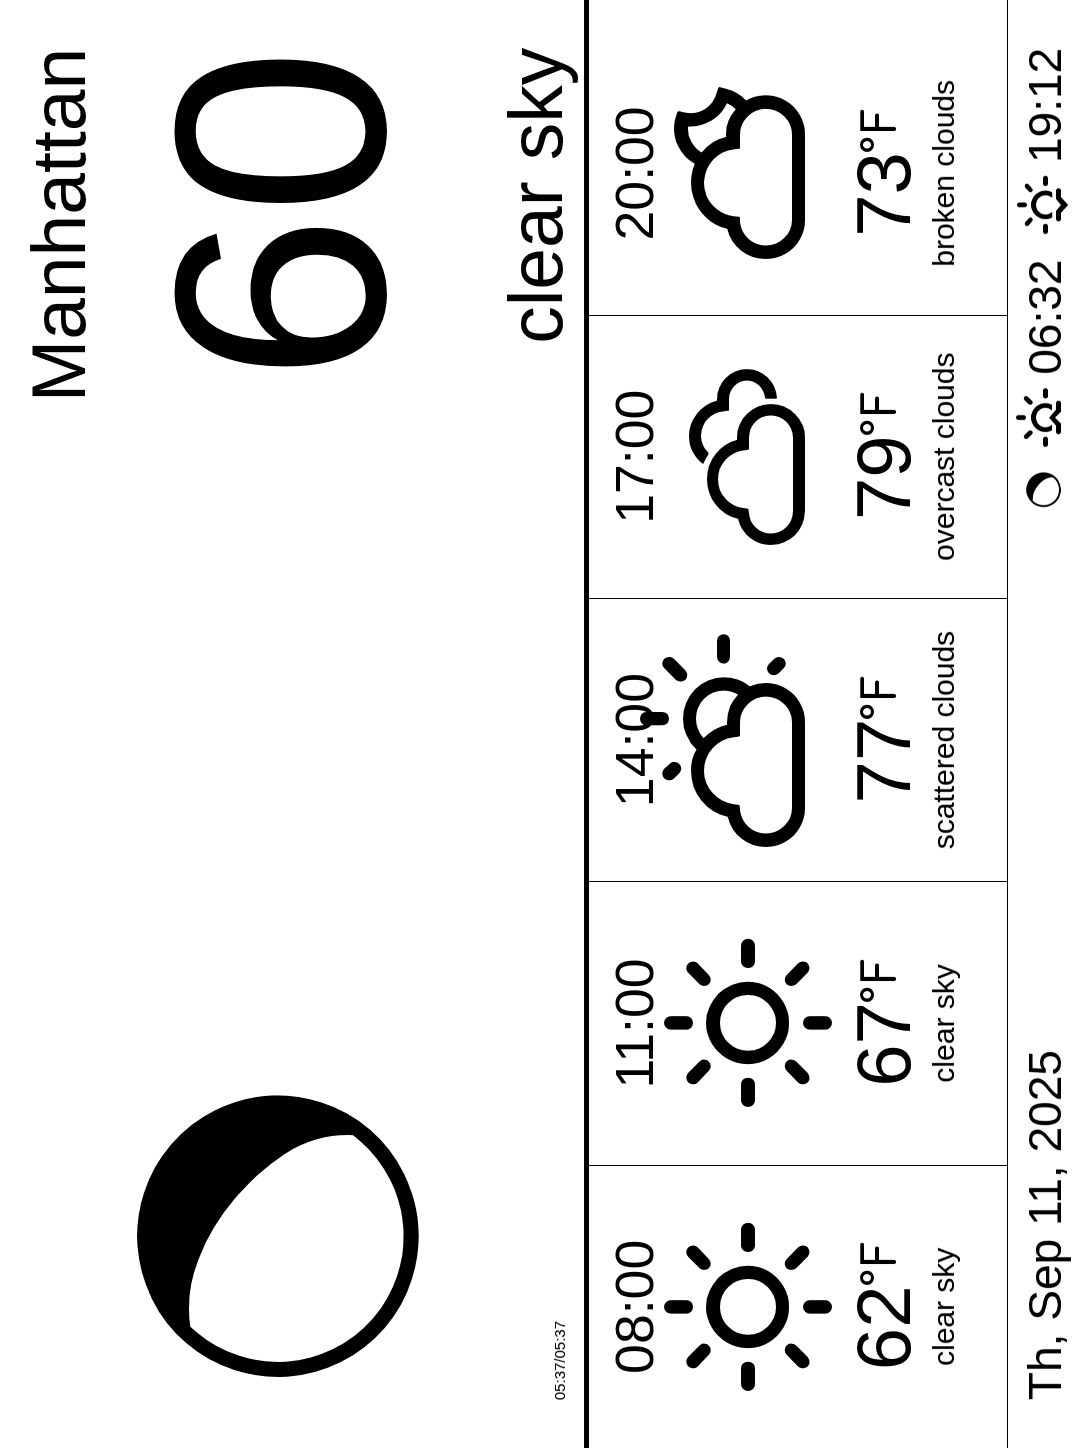 Manhattan
60
clear sky
05:37/05:37
08:00
62°F
clear sky
11:00
67°F
clear sky
14:00
77°F
scattered clouds
17:00
79°F
overcast clouds
20:00
73°F
broken clouds
Th, Sep 11, 2025
06:32
19:12